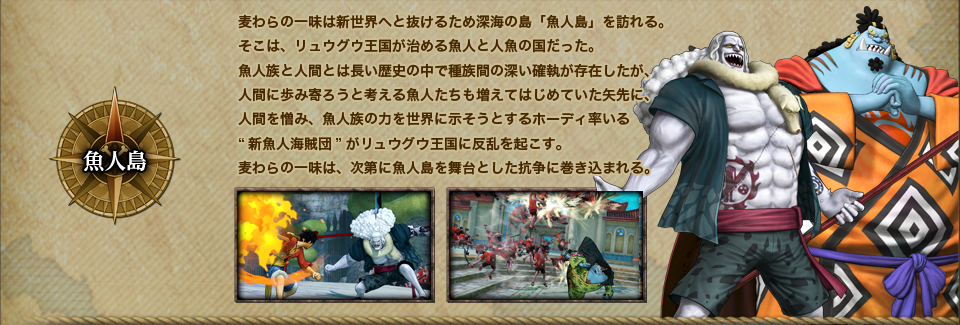 麦わらの一味は新世界へと抜けるため深海の島「魚人島」を訪れる。
そこは、リュウグウ王国が治める魚人と人魚の国だった。
魚人族と人間とは長い歴史の中で種族間の深い確執が存在したが、
人間に歩み寄ろうと考える魚人たちも増えてはじめていた矢先に、
人間を憎み、魚人族の力を世界に示そうとするホーディ率いる
“ 新魚人海賊団 ” がリュウグウ王国に反乱を起こす。
麦わらの一味は、次第に魚人島を舞台とした抗争に巻き込まれる。
魚人島